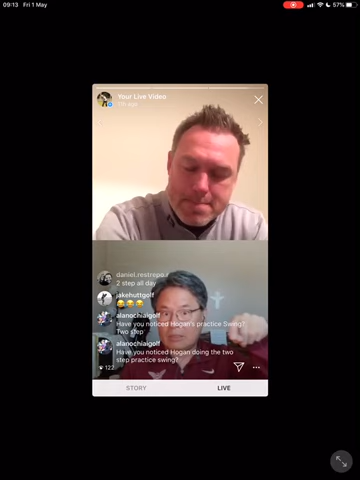 09:13 Fri 1 May
57%
Your Live Video
daniel.restrepo.s
2 step all day
jakehuttgolf
alanochiaigolf
Have you noticed Hogan's practice Swing?
Two step
alanochiaigolf
Have you noticed Hogan doing the two
step practice swing?
122
STORY
LIVE